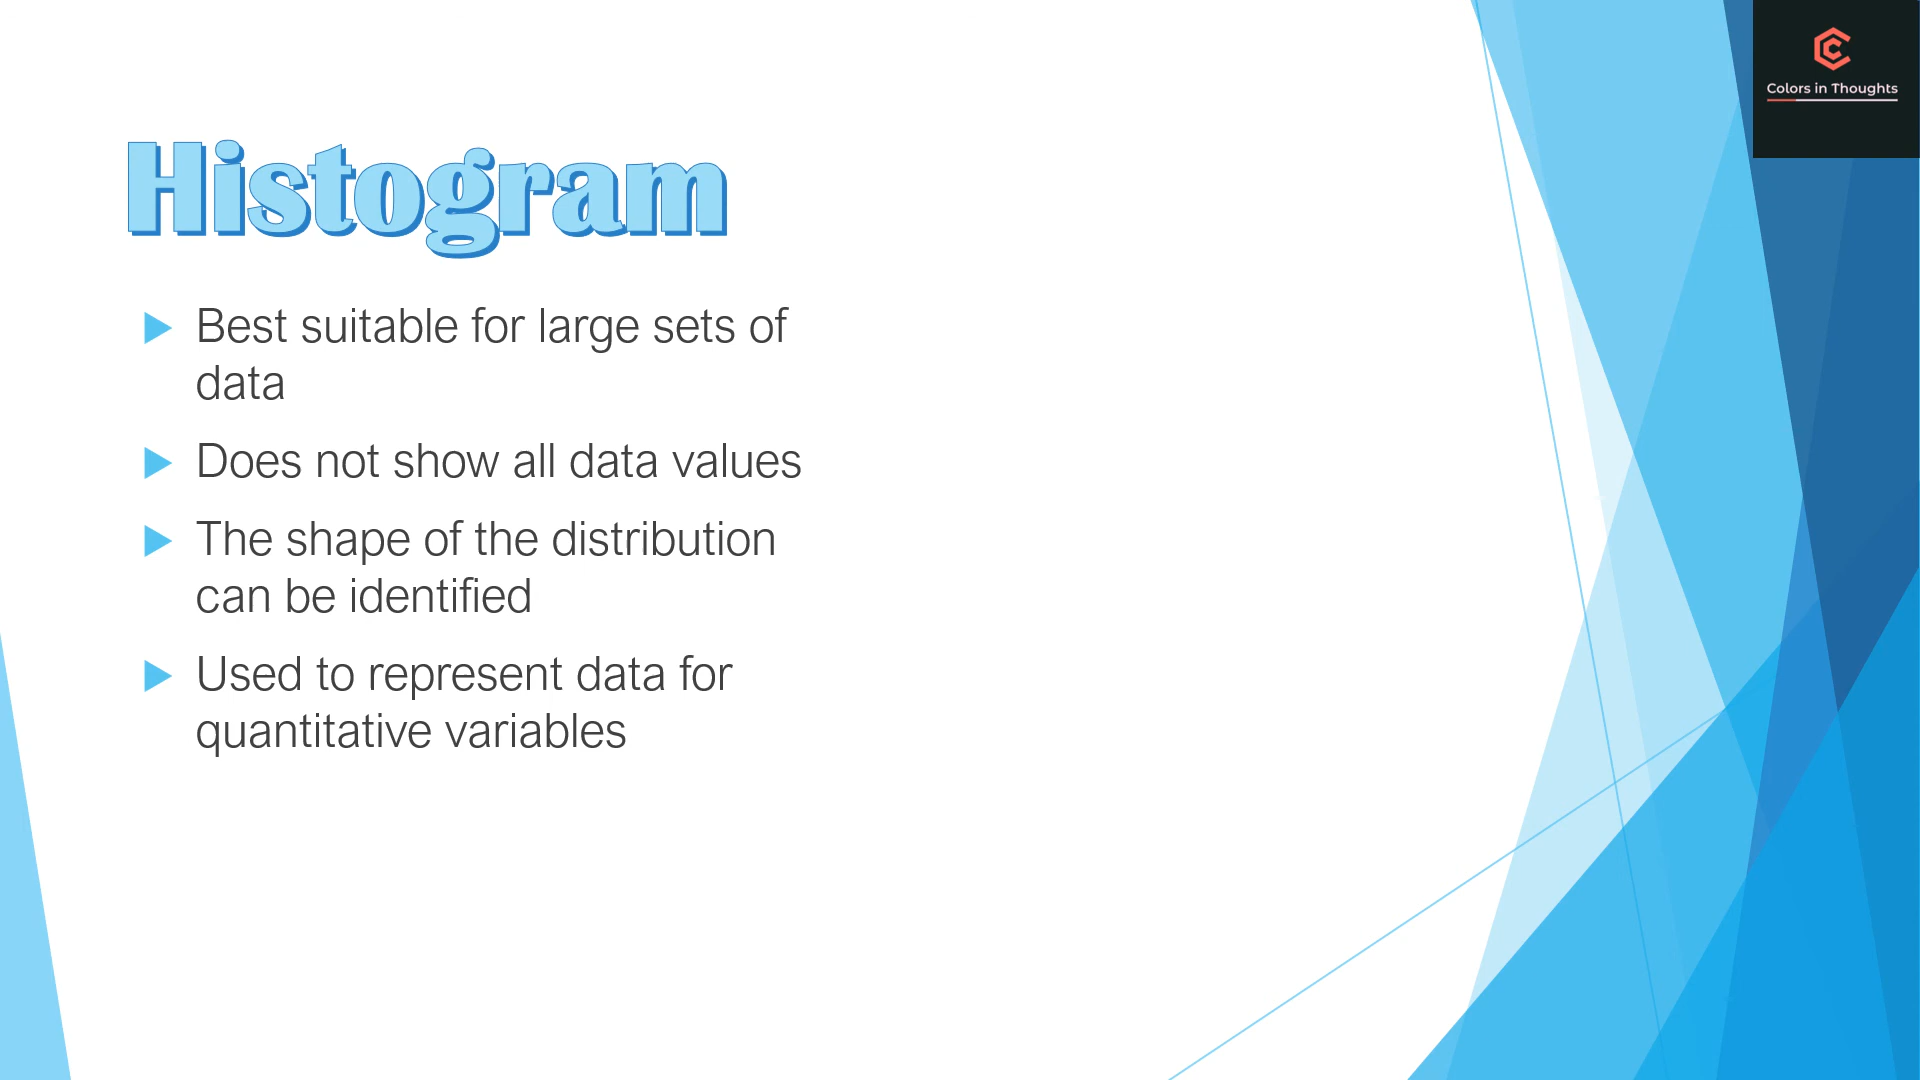 Colors in Thoughts
Histogram
Best suitable for large sets of
data
Does not show all data values
The shape of the distribution
can be identified
Used to represent data for
quantitative variables